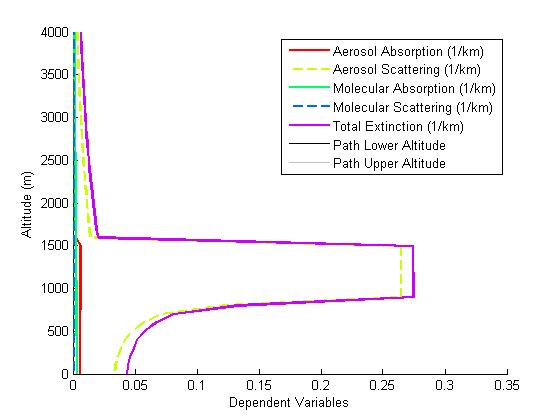 4000
3500
3000
2500
2000
1500
1000
500
0
Altitude (m)
Aerosol Absorption (1/km)
Aerosol Scattering (1/km)
Molecular Absorption (1/km)
Molecular Scattering (1/km)
Total Extinction (1/km)
Path Lower Altitude
Path Upper Altitude
0 0.05 0.1 0.15 0.2 0.25 0.3 0.35
Dependent Variables